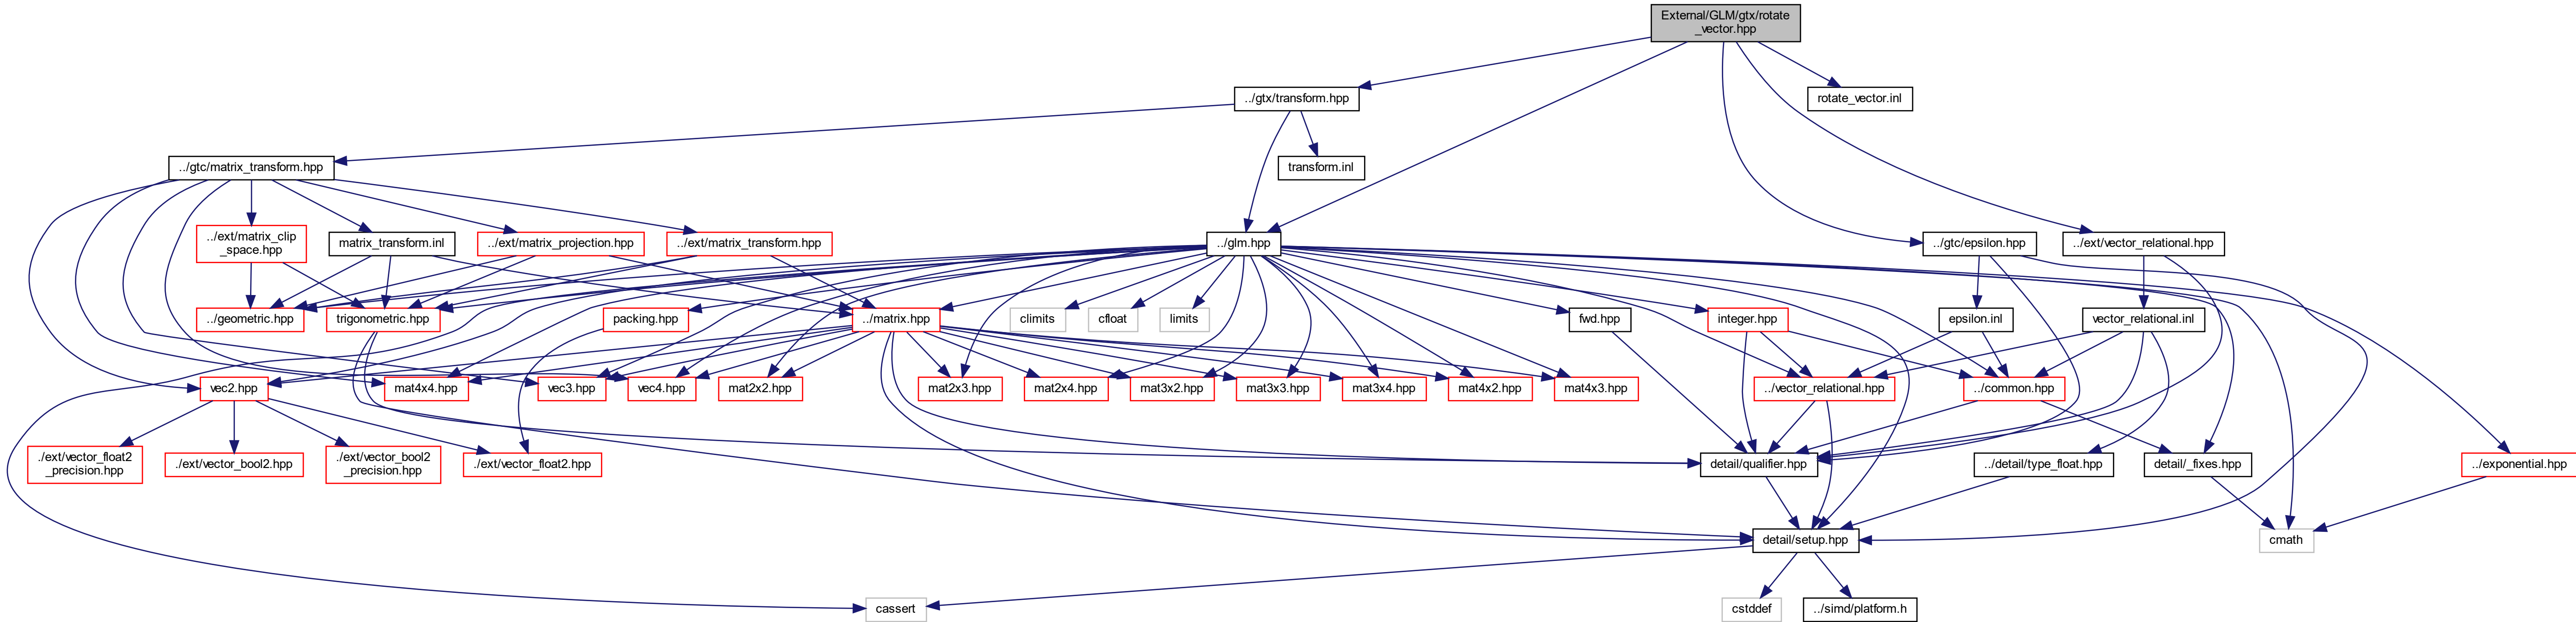 External/GLM/gtx/rotate
_vector.hpp
../gtx/transform.hpp
rotate_vector.inl
../gtc/matrix_transform.hpp
transform.inl
../ext/matrix_clip
_space.hpp
matrix_transform.inl
../ext/matrix_projection.hpp
../ext/matrix_transform.hpp
../glm.hpp
../gtc/epsilon.hpp
../ext/vector_relational.hpp
../geometric.hpp
trigonometric.hpp
packing.hpp
../matrix.hpp
climits
cfloat
limits
fwd.hpp
integer.hpp
epsilon.inl
vector_relational.inl
vec2.hpp
mat4x4.hpp
vec3.hpp
vec4.hpp
mat2x2.hpp
mat2x3.hpp
mat2x4.hpp
mat3x2.hpp
mat3x3.hpp
mat3x4.hpp
mat4x2.hpp
mat4x3.hpp
../vector_relational.hpp
../common.hpp
./ext/vector_float2
_precision.hpp
./ext/vector_bool2.hpp
./ext/vector_bool2
_precision.hpp
./ext/vector_float2.hpp
detail/qualifier.hpp
../detail/type_float.hpp
detail/_fixes.hpp
../exponential.hpp
detail/setup.hpp
cmath
cassert
cstddef
../simd/platform.h